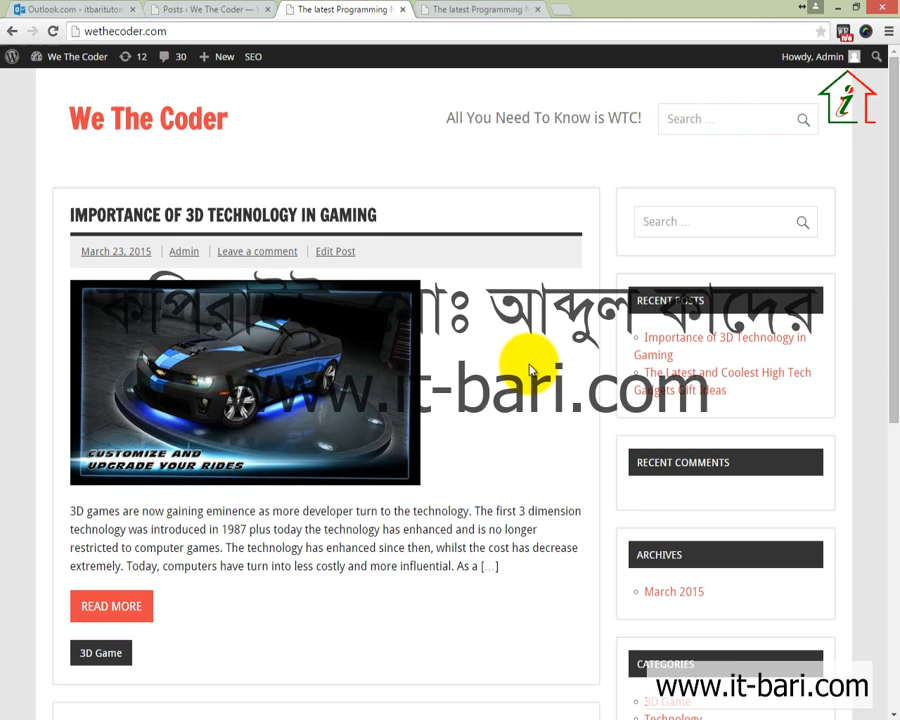 Outlook.com - itbaritutor
Posts ‹ We The Coder —
The latest Programming N
The latest Programming N
wethecoder.com
We The Coder
12
30
New
SEO
Howdy, Admin
We The Coder
All You Need To Know is WTC!
Search ...
i
IMPORTANCE OF 3D TECHNOLOGY IN GAMING
March 23, 2015
Admin
Leave a comment
Edit Post
CUSTOMIZE AND
UPGRADE YOUR RIDES
3D games are now gaining eminence as more developer turn to the technology. The first 3 dimension
technology was introduced in 1987 plus today the technology has enhanced and is no longer
restricted to computer games. The technology has enhanced since then, whilst the cost has decrease
extremely. Today, computers have turn into less costly and more influential. As a [...]
READ MORE
3D Game
Search ...
RECENT POSTS
Importance of 3D Technology in
Gaming
The Latest and Coolest High Tech
Gadgets Gift Ideas
RECENT COMMENTS
ARCHIVES
March 2015
CATEGORIES
3D Game
Technology
কপিরাইট মোঃ আব্দুল কাদের
www.it-bari.com
www.it-bari.com